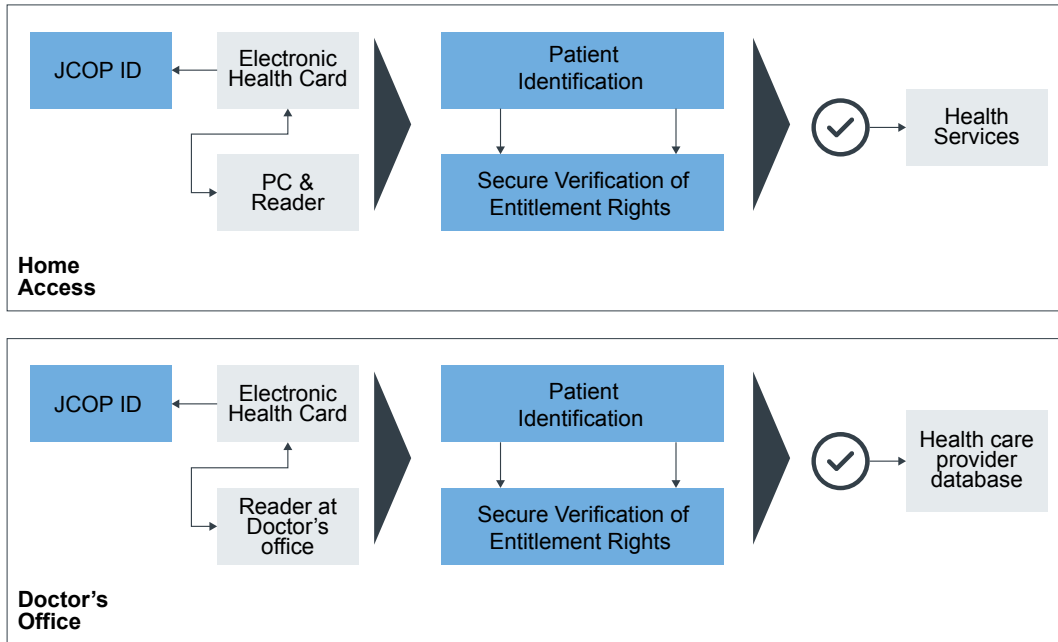 JCOP ID
Electronic
Health Card
PC &
Reader
Patient
Identification
Secure Verification of
Entitlement Rights
Health
Services
Home
Access
JCOP ID
Electronic
Health Card
Reader at
Doctor's
office
Patient
Identification
Secure Verification of
Entitlement Rights
Health care
provider
database
Doctor's
Office